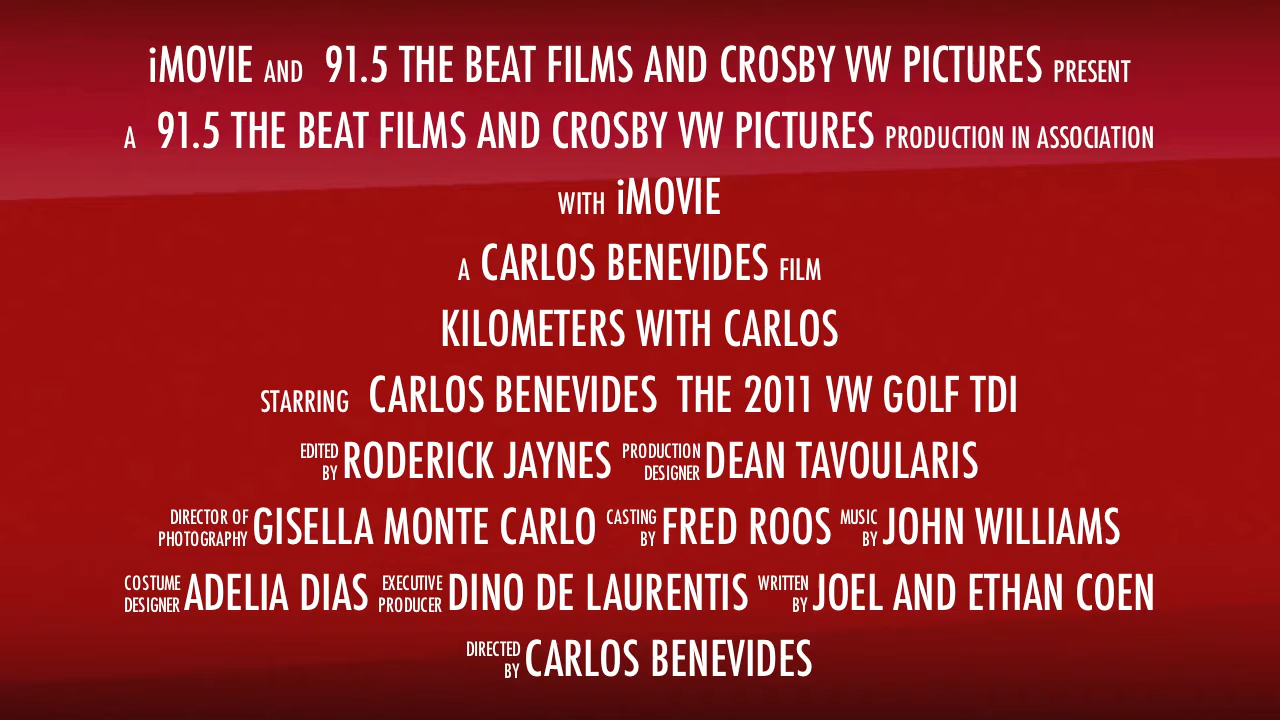 iMOVIE AND 91.5 THE BEAT FILMS AND CROSBY VW PICTURES PRESENT
A 91.5 THE BEAT FILMS AND CROSBY VW PICTURES PRODUCTION IN ASSOCIATION
WITH iMOVIE
A CARLOS BENEVIDES FILM
KILOMETERS WITH CARLOS
STARRING CARLOS BENEVIDES THE 2011 VW GOLF TDI
EDITED BY RODERICK JAYNES PRODUCTION DESIGNER DEAN TAVOULARIS
DIRECTOR OF PHOTOGRAPHY GISELLA MONTE CARLO CASTING BY FRED ROOS MUSIC BY JOHN WILLIAMS
COSTUME DESIGNER ADELIA DIAS EXECUTIVE PRODUCER DINO DE LAURENTIS WRITTEN BY JOEL AND ETHAN COEN
DIRECTED BY CARLOS BENEVIDES